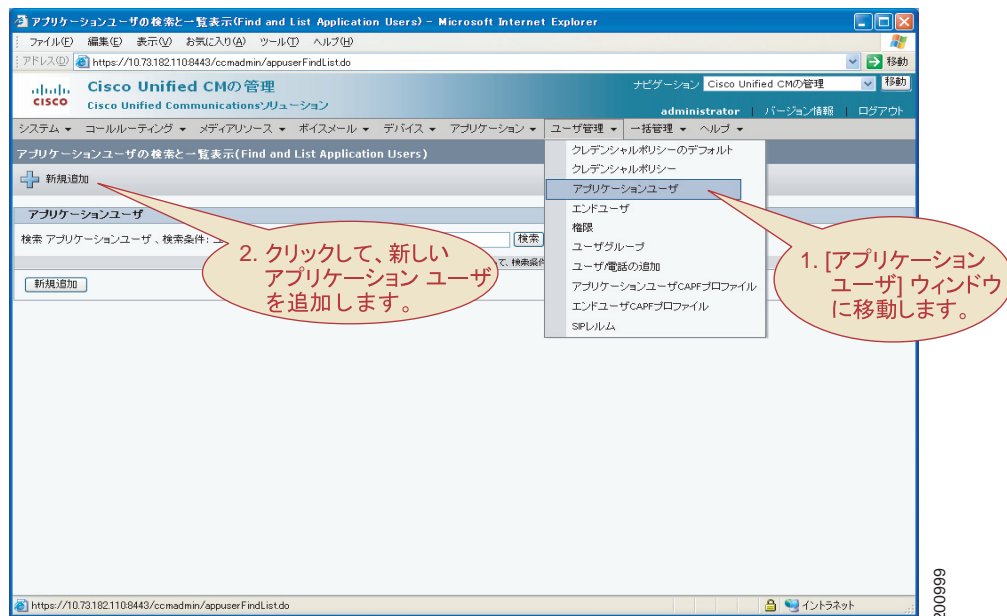 アプリケーションユーザの検索と一覧表示(Find and List Application Users) - Microsoft Internet Explorer
ファイル(F) 編集(E) 表示(V) お気に入り(A) ツール(T) ヘルプ(H)
アドレス(D) https://10.73.182.110:8443/ccmadmin/appuserFindList.do 移動
cisco
Cisco Unified CMの管理
Cisco Unified Communicationsソリューション
ナビゲーション Cisco Unified CMの管理 移動
administrator | バージョン情報 | ログアウト
システム コールルーティング メディアリソース ボイスメール デバイス アプリケーション ユーザ管理 一括管理 ヘルプ
アプリケーションユーザの検索と一覧表示(Find and List Application Users)
新規追加
アプリケーションユーザ
検索 アプリケーションユーザ 、検索条件: ユ
検索
て、検索条件
新規追加
クレデンシャルポリシーのデフォルト
クレデンシャルポリシー
アプリケーションユーザ
エンドユーザ
権限
ユーザグループ
ユーザ/電話の追加
アプリケーションユーザCAPFプロファイル
エンドユーザCAPFプロファイル
SIPレルム
2. クリックして、新しい
アプリケーション ユーザ
を追加します。
1. [アプリケーション
ユーザ] ウィンドウ
に移動します。
https://10.73.182.110:8443/ccmadmin/appuserFindList.do
イントラネット